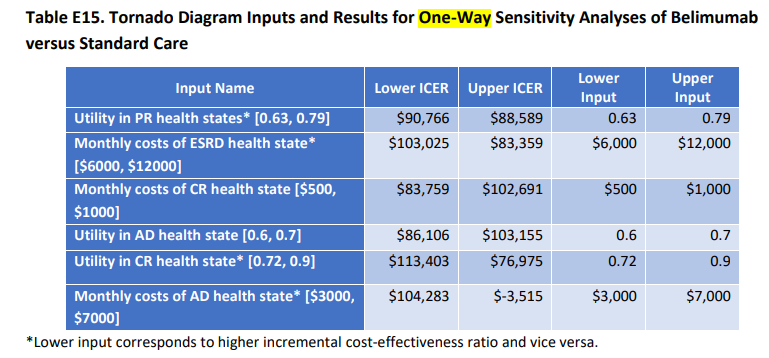 Table E15. Tornado Diagram Inputs and Results for One-Way Sensitivity Analyses of Belimumab
versus Standard Care
Input Name Lower ICER Upper ICER Lower Input Upper Input
Utility in PR health states* [0.63, 0.79] $90,766 $88,589 0.63 0.79
Monthly costs of ESRD health state* $103,025 $83,359 $6,000 $12,000
[$6000, $12000]
Monthly costs of CR health state [$500, $83,759 $102,691 $500 $1,000
$1000]
Utility in AD health state [0.6, 0.7] $86,106 $103,155 0.6 0.7
Utility in CR health state* [0.72, 0.9] $113,403 $76,975 0.72 0.9
Monthly costs of AD health state* [$3000, $104,283 $-3,515 $3,000 $7,000
$7000]
*Lower input corresponds to higher incremental cost-effectiveness ratio and vice versa.